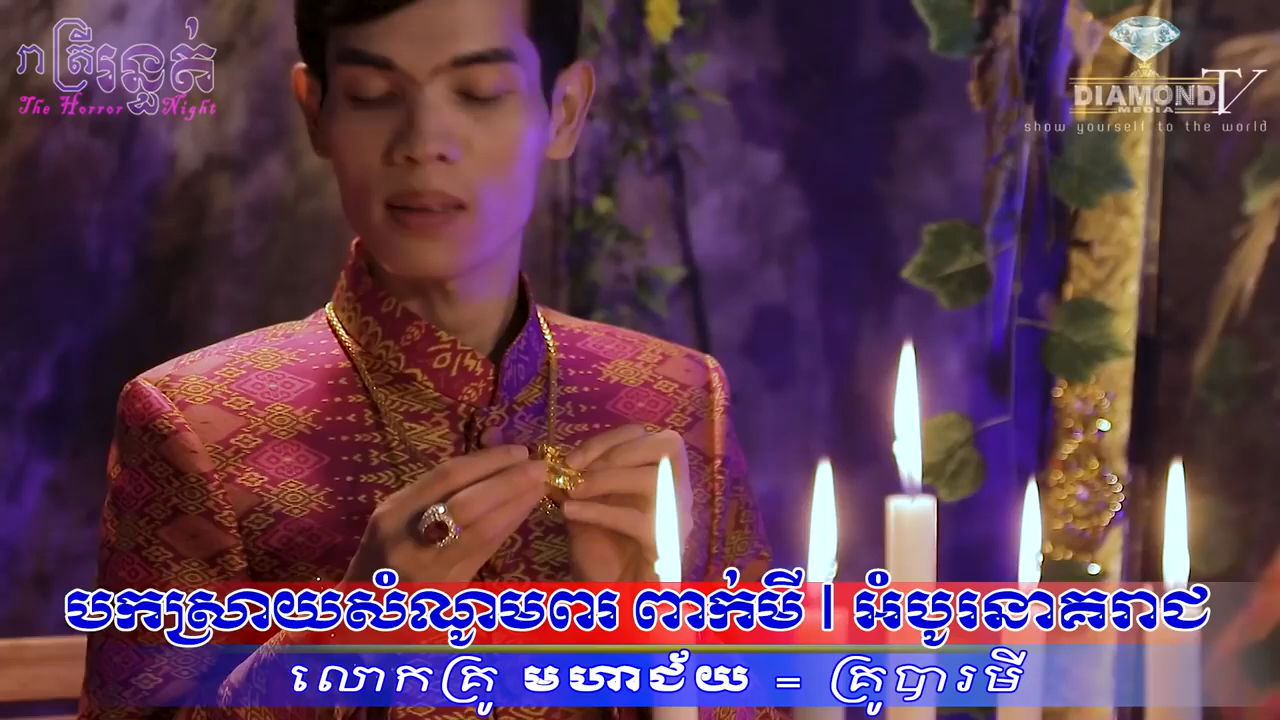 រាត្រីរន្ធត់
The Horror Night
DIAMOND TV
MEDIA
show yourself to the world
បកស្រាយសំណូមពរ ពាក់មី | អំបូរនាគរាជ
លោកគ្រូ មហាជ័យ = គ្រូបារមី